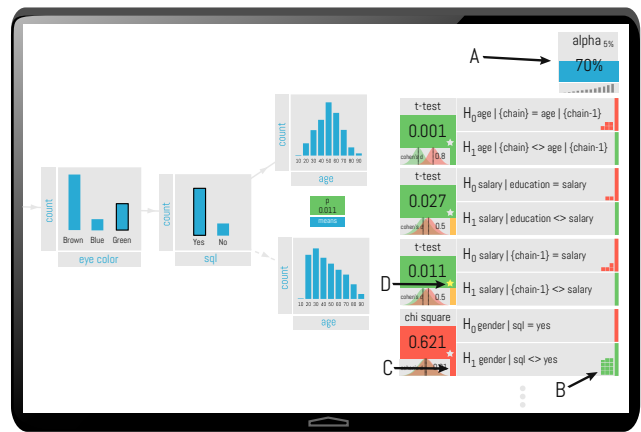 A
alpha 5%
70%
t-test
0.001
cohen's d 0.8
H0 age | {chain} = age | {chain-1}
H1 age | {chain} <> age | {chain-1}
t-test
0.027
cohen's d 0.5
H0 salary | education = salary
H1 salary | education <> salary
t-test
0.011
cohen's d 0.5
H0 salary | {chain-1} = salary
H1 salary | {chain-1} <> salary
D
chi square
0.621
H0 gender | sql = yes
H1 gender | sql <> yes
C
B
count
Brown Blue Green
eye color
count
Yes No
sql
count
10 20 30 40 50 60 70 80 90
age
p
0.011
means
count
10 20 30 40 50 60 70 80 90
age